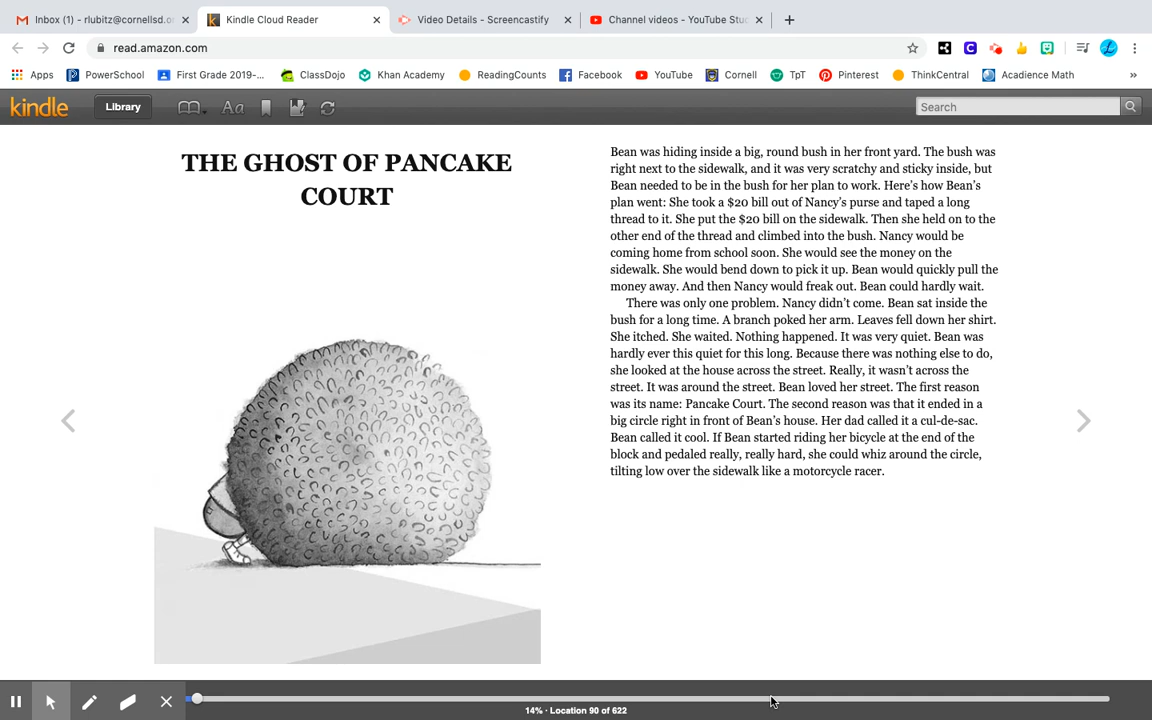 Inbox (1) - rlubitz@cornellsd.o
Kindle Cloud Reader
Video Details - Screencastify
Channel videos - YouTube Stud
read.amazon.com
Apps
PowerSchool
First Grade 2019-...
ClassDojo
Khan Academy
ReadingCounts
Facebook
YouTube
Cornell
TpT
Pinterest
ThinkCentral
Acadience Math
»
kindle
Library
Aa
Search
THE GHOST OF PANCAKE
COURT
Bean was hiding inside a big, round bush in her front yard. The bush was
right next to the sidewalk, and it was very scratchy and sticky inside, but
Bean needed to be in the bush for her plan to work. Here's how Bean's
plan went: She took a $20 bill out of Nancy's purse and taped a long
thread to it. She put the $20 bill on the sidewalk. Then she held on to the
other end of the thread and climbed into the bush. Nancy would be
coming home from school soon. She would see the money on the
sidewalk. She would bend down to pick it up. Bean would quickly pull the
money away. And then Nancy would freak out. Bean could hardly wait.
There was only one problem. Nancy didn't come. Bean sat inside the
bush for a long time. A branch poked her arm. Leaves fell down her shirt.
She itched. She waited. Nothing happened. It was very quiet. Bean was
hardly ever this quiet for this long. Because there was nothing else to do,
she looked at the house across the street. Really, it wasn't across the
street. It was around the street. Bean loved her street. The first reason
was its name: Pancake Court. The second reason was that it ended in a
big circle right in front of Bean's house. Her dad called it a cul-de-sac.
Bean called it cool. If Bean started riding her bicycle at the end of the
block and pedaled really, really hard, she could whiz around the circle,
tilting low over the sidewalk like a motorcycle racer.
14% · Location 90 of 622